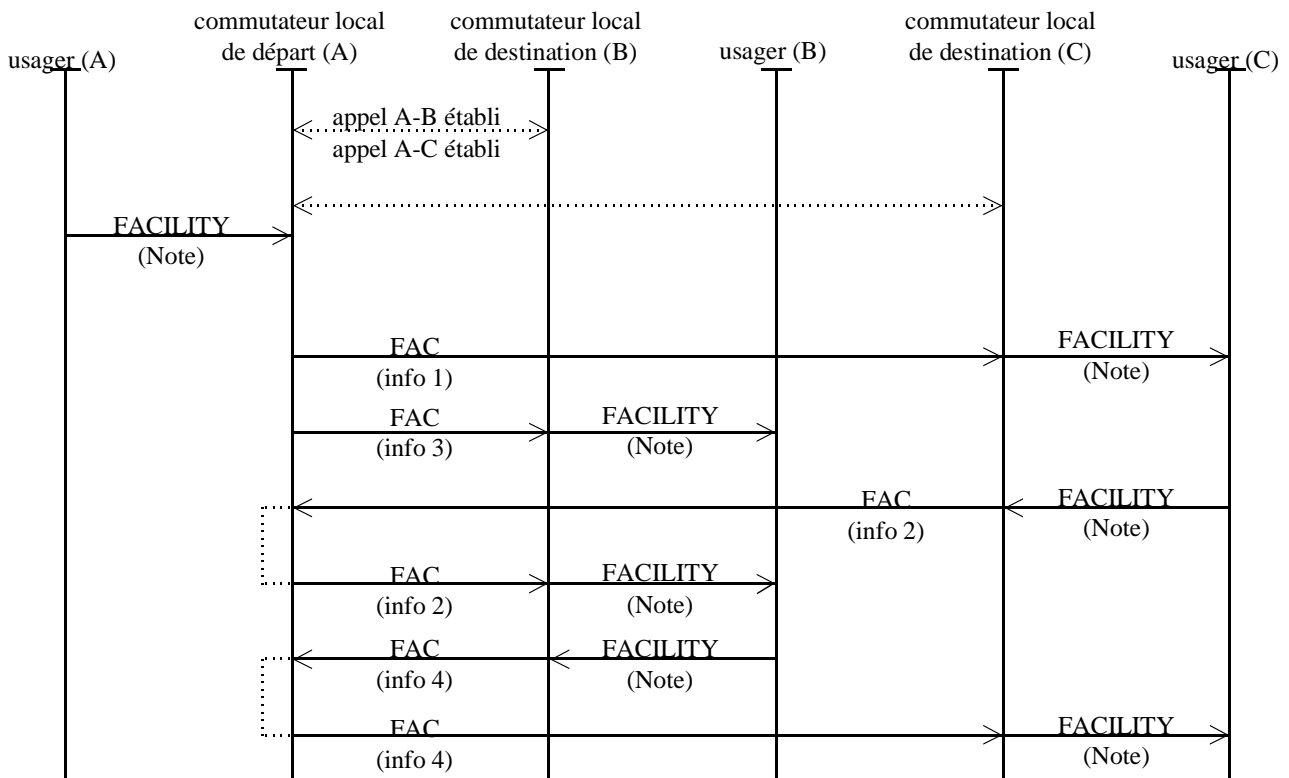 usager (A)
commutateur local
de départ (A)
commutateur local
de destination (B)
usager (B)
commutateur local
de destination (C)
usager (C)
appel A-B établi
appel A-C établi
FACILITY
(Note)
FAC
(info 1)
FACILITY
(Note)
FAC
(info 3)
FACILITY
(Note)
FAC
(info 2)
FACILITY
(Note)
FAC
(info 2)
FACILITY
(Note)
FAC
(info 4)
FACILITY
(Note)
FAC
(info 4)
FACILITY
(Note)